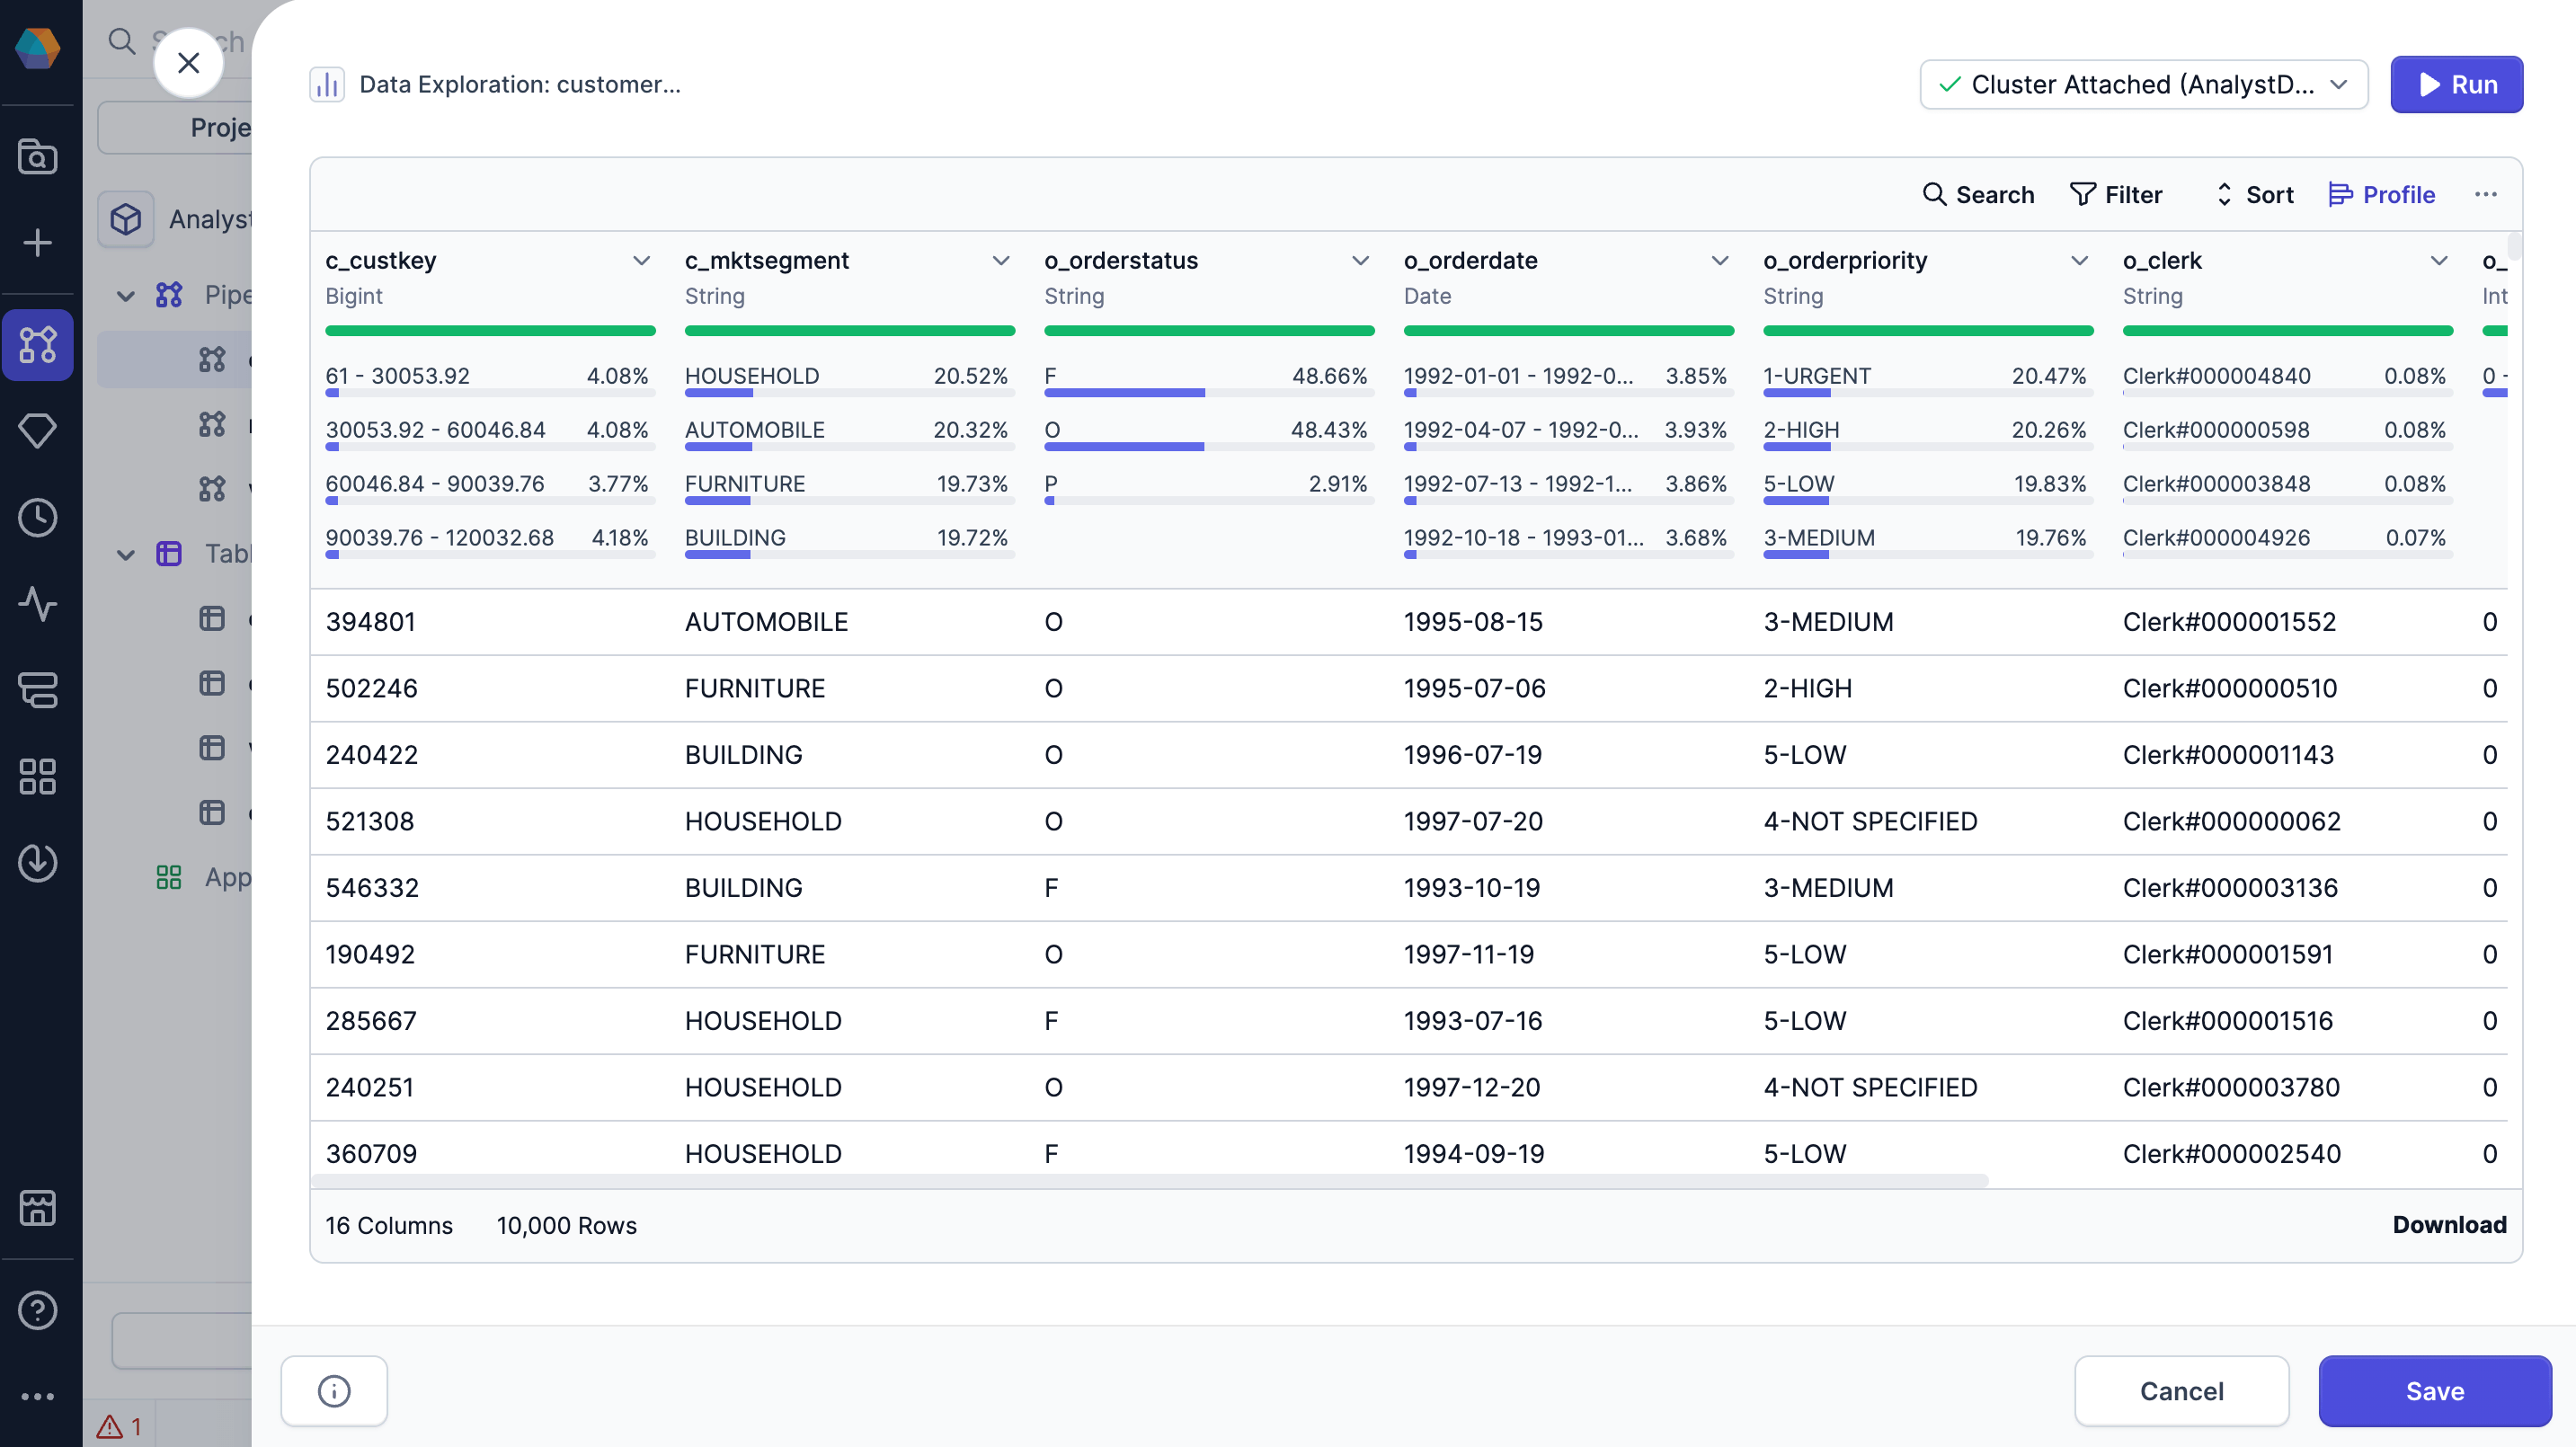 Data Exploration: customer...
Cluster Attached (AnalystD...
Run
Proje
Analyst
Pipe
Tabl
App
1
Search Filter Sort Profile
c_custkey c_mktsegment o_orderstatus o_orderdate o_orderpriority o_clerk o_
Bigint String String Date String String Int
61 - 30053.92 4.08% HOUSEHOLD 20.52% F 48.66% 1992-01-01 - 1992-0... 3.85% 1-URGENT 20.47% Clerk#000004840 0.08% 0 -
30053.92 - 60046.84 4.08% AUTOMOBILE 20.32% O 48.43% 1992-04-07 - 1992-0... 3.93% 2-HIGH 20.26% Clerk#000000598 0.08%
60046.84 - 90039.76 3.77% FURNITURE 19.73% P 2.91% 1992-07-13 - 1992-1... 3.86% 5-LOW 19.83% Clerk#000003848 0.08%
90039.76 - 120032.68 4.18% BUILDING 19.72% 1992-10-18 - 1993-01... 3.68% 3-MEDIUM 19.76% Clerk#000004926 0.07%
394801 AUTOMOBILE O 1995-08-15 3-MEDIUM Clerk#000001552 0
502246 FURNITURE O 1995-07-06 2-HIGH Clerk#000000510 0
240422 BUILDING O 1996-07-19 5-LOW Clerk#000001143 0
521308 HOUSEHOLD O 1997-07-20 4-NOT SPECIFIED Clerk#000000062 0
546332 BUILDING F 1993-10-19 3-MEDIUM Clerk#000003136 0
190492 FURNITURE O 1997-11-19 5-LOW Clerk#000001591 0
285667 HOUSEHOLD F 1993-07-16 5-LOW Clerk#000001516 0
240251 HOUSEHOLD O 1997-12-20 4-NOT SPECIFIED Clerk#000003780 0
360709 HOUSEHOLD F 1994-09-19 5-LOW Clerk#000002540 0
16 Columns 10,000 Rows Download
Cancel Save